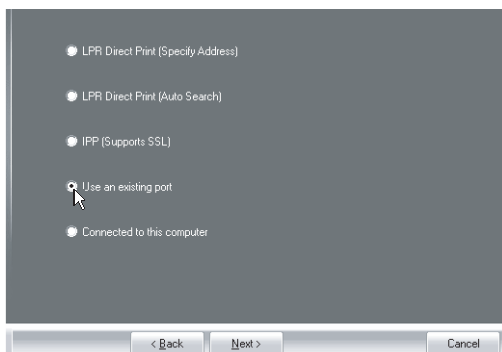 LPR Direct Print (Specify Address)
LPR Direct Print (Auto Search)
IPP (Supports SSL)
Use an existing port
Connected to this computer
< Back Next > Cancel